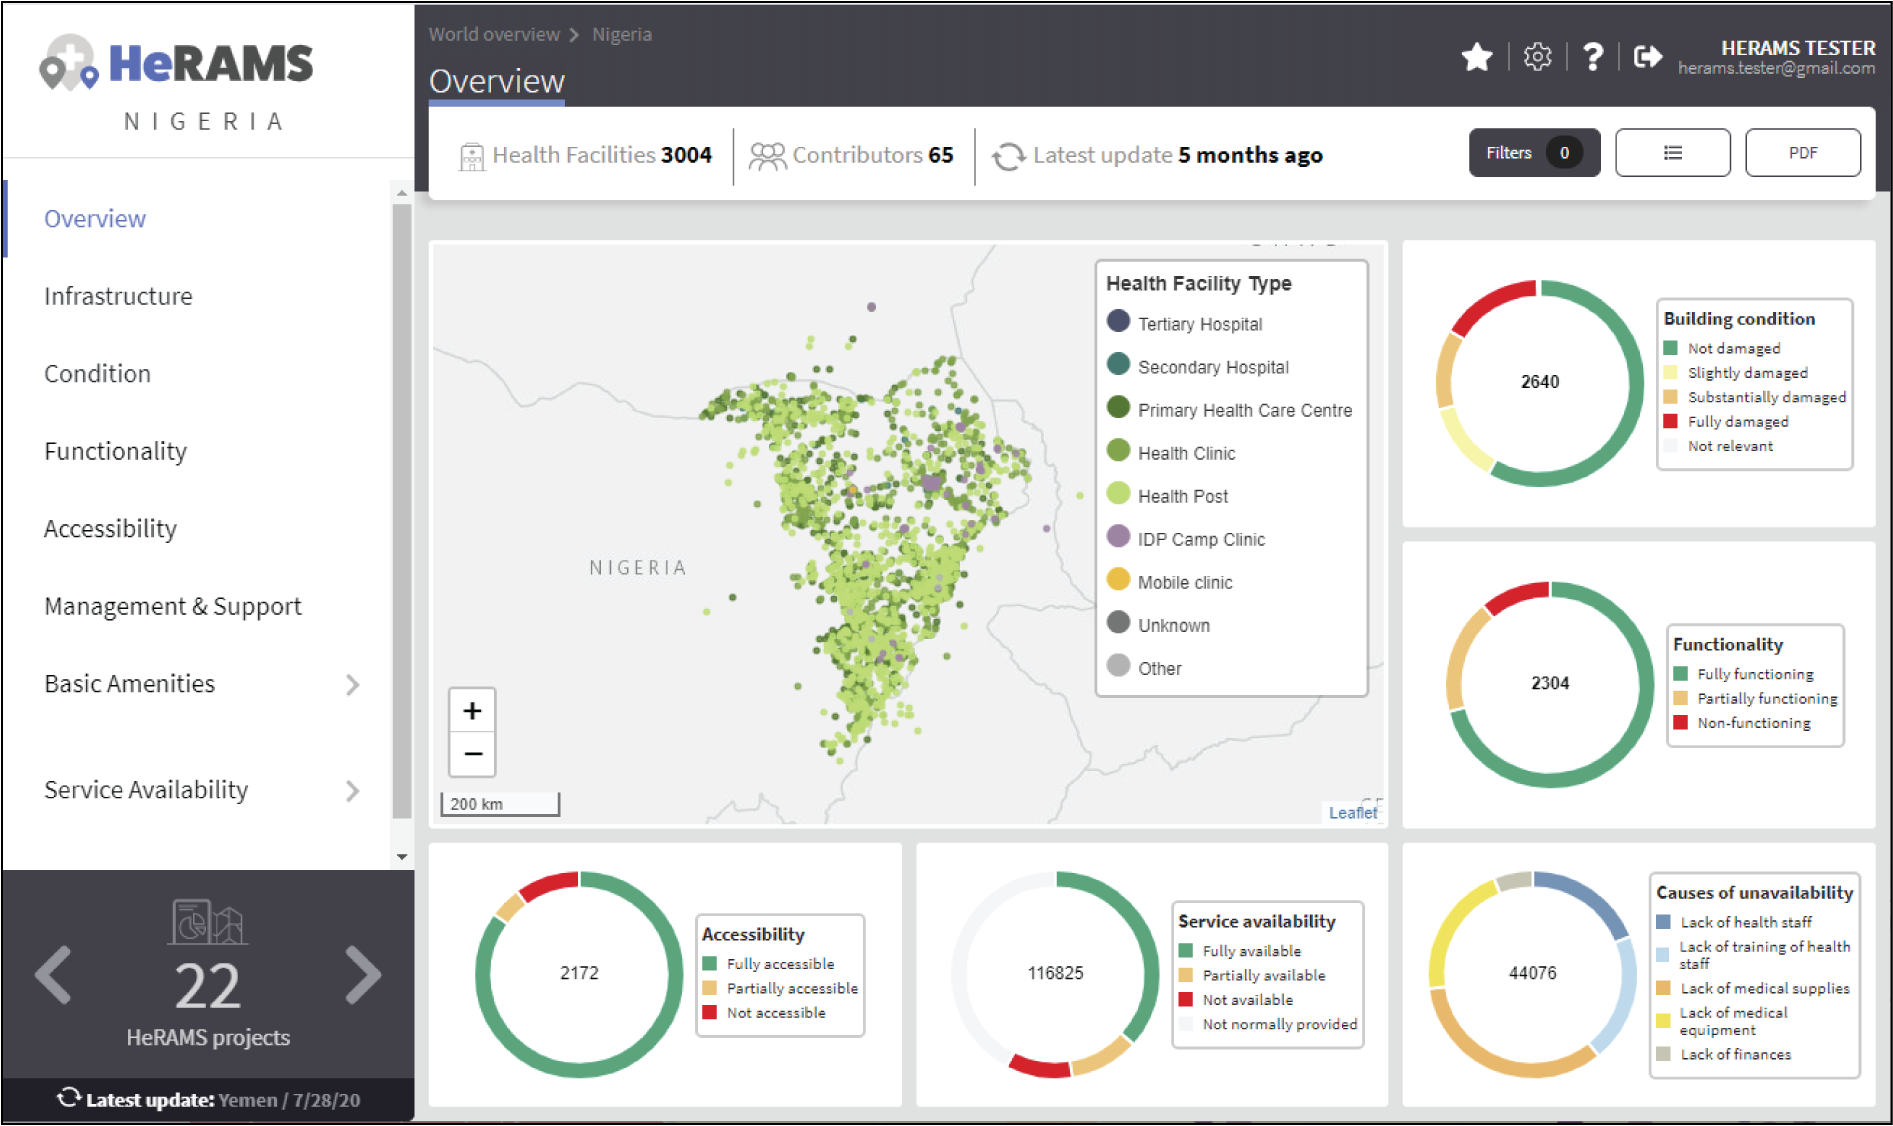 HeRAMS
NIGERIA
Overview
Infrastructure
Condition
Functionality
Accessibility
Management & Support
Basic Amenities
Service Availability
22
HeRAMS projects
Latest update: Yemen / 7/28/20
World overview > Nigeria
Overview
HERAMS TESTER
herams.tester@gmail.com
Health Facilities 3004
Contributors 65
Latest update 5 months ago
Filters 0
PDF
NIGERIA
+
−
200 km
Leaflet
Health Facility Type
Tertiary Hospital
Secondary Hospital
Primary Health Care Centre
Health Clinic
Health Post
IDP Camp Clinic
Mobile clinic
Unknown
Other
2640
Building condition
Not damaged
Slightly damaged
Substantially damaged
Fully damaged
Not relevant
2304
Functionality
Fully functioning
Partially functioning
Non-functioning
2172
Accessibility
Fully accessible
Partially accessible
Not accessible
116825
Service availability
Fully available
Partially available
Not available
Not normally provided
44076
Causes of unavailability
Lack of health staff
Lack of training of health
staff
Lack of medical supplies
Lack of medical
equipment
Lack of finances